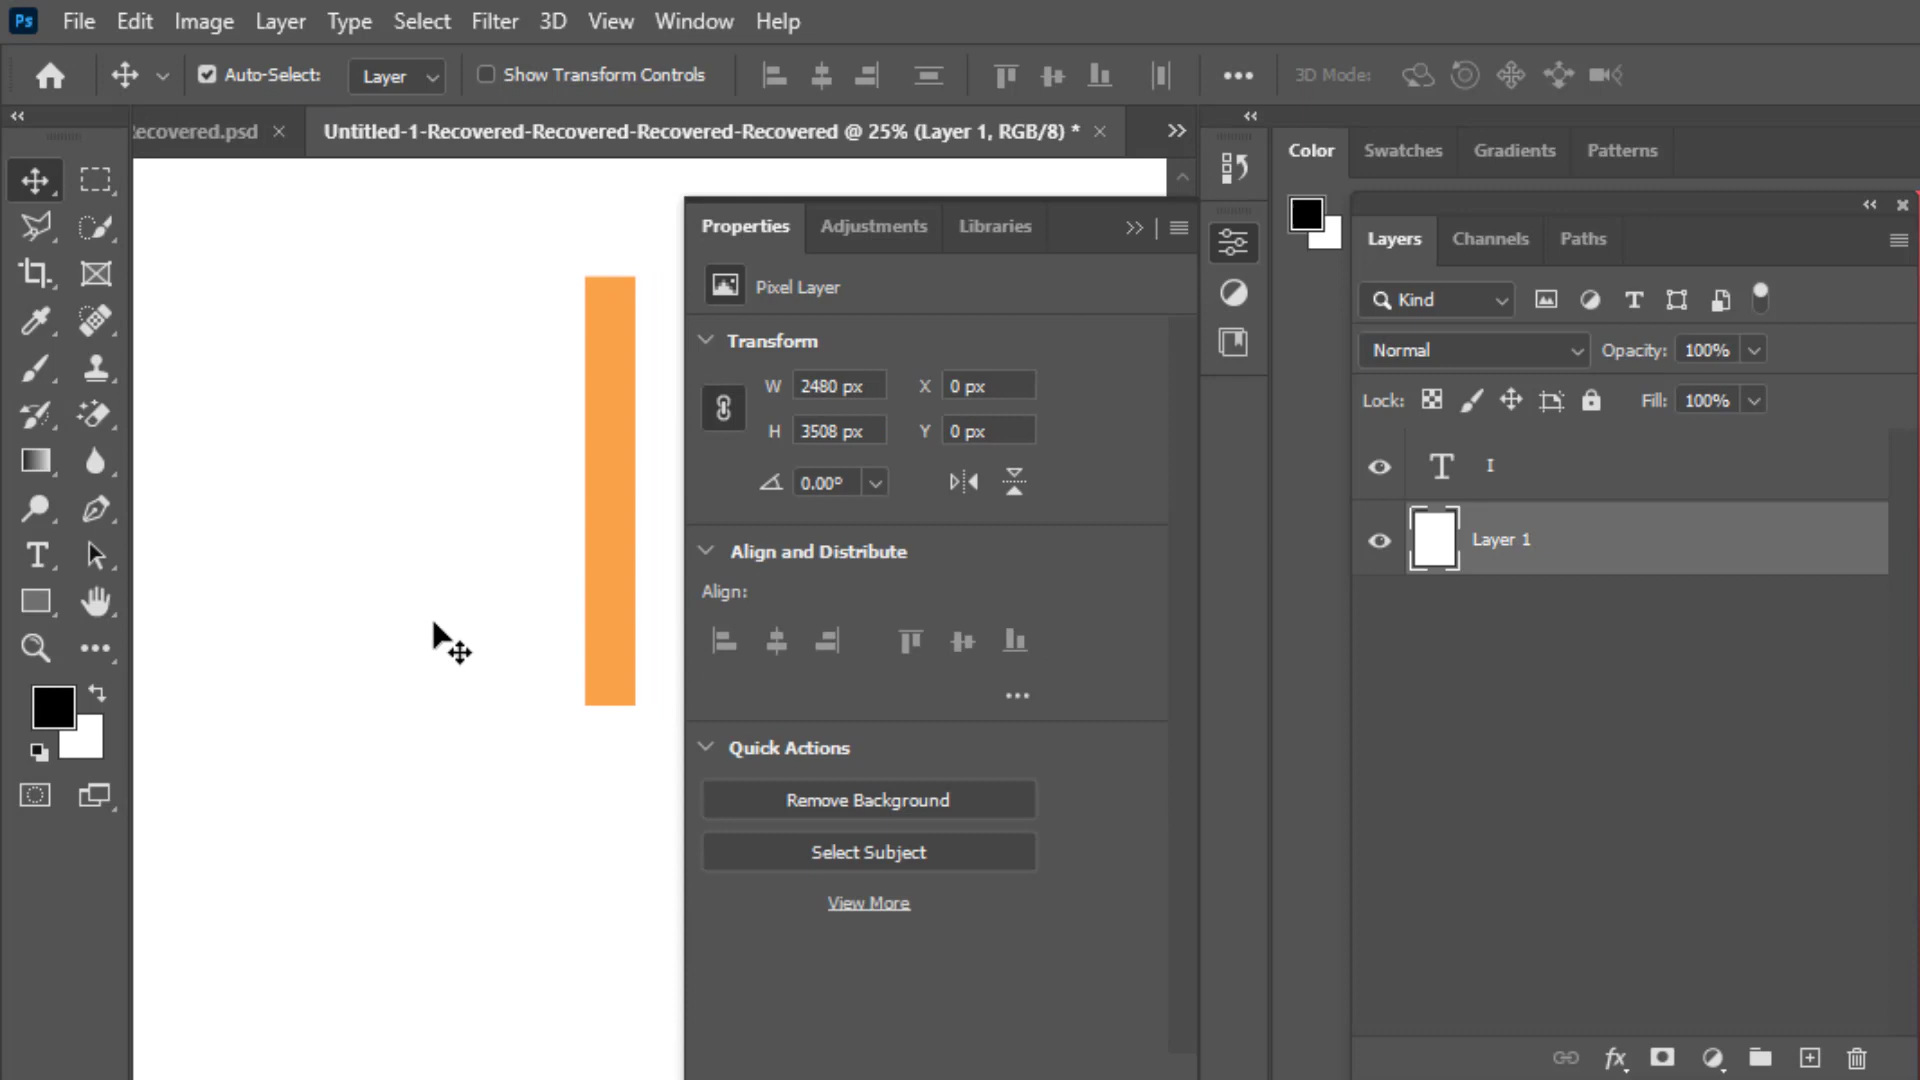 Ps File Edit Image Layer Type Select Filter 3D View Window Help
Auto-Select: Layer Show Transform Controls 3D Mode:
Recovered.psd Untitled-1-Recovered-Recovered-Recovered-Recovered @ 25% (Layer 1, RGB/8) *
Color Swatches Gradients Patterns
Properties Adjustments Libraries
Pixel Layer
Transform
W 2480 px X 0 px
H 3508 px Y 0 px
0.00°
Align and Distribute
Align:
Quick Actions
Remove Background
Select Subject
View More
Layers Channels Paths
Kind
Normal Opacity: 100%
Lock: Fill: 100%
I
Layer 1